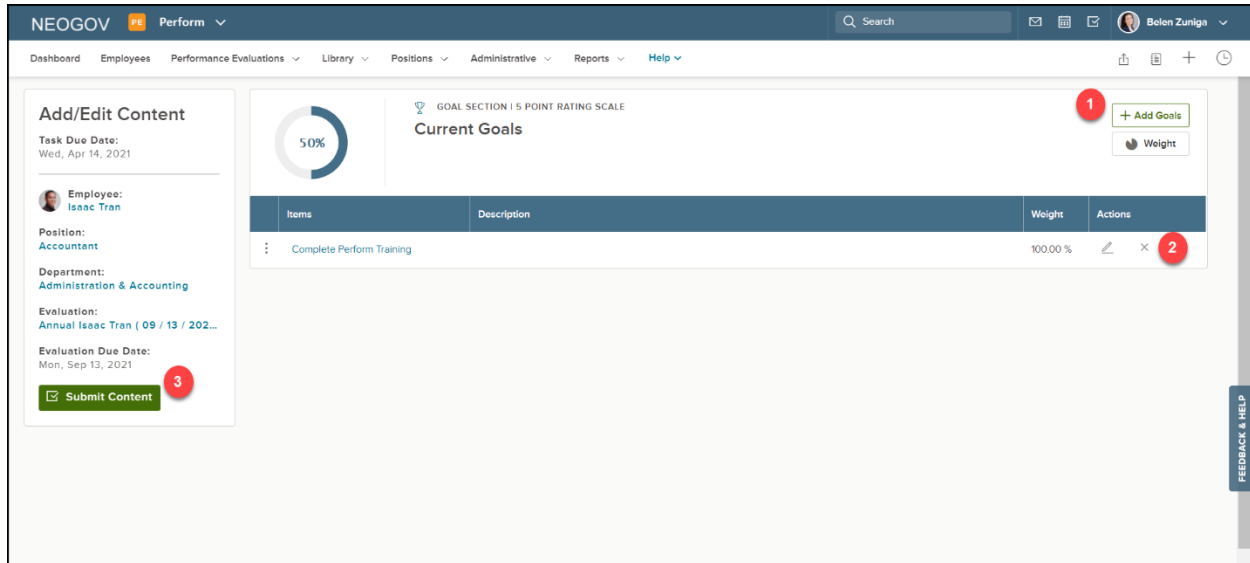 NEOGOV PE Perform
Search
Belen Zuniga
Dashboard Employees Performance Evaluations Library Positions Administrative Reports Help
Add/Edit Content
Task Due Date:
Wed, Apr 14, 2021
Employee:
Isaac Tran
Position:
Accountant
Department:
Administration & Accounting
Evaluation:
Annual Isaac Tran ( 09 / 13 / 202...
Evaluation Due Date:
Mon, Sep 13, 2021
Submit Content
3
50%
GOAL SECTION | 5 POINT RATING SCALE
Current Goals
1
+ Add Goals
Weight
Items Description Weight Actions
Complete Perform Training 100.00 %
2
FEEDBACK & HELP